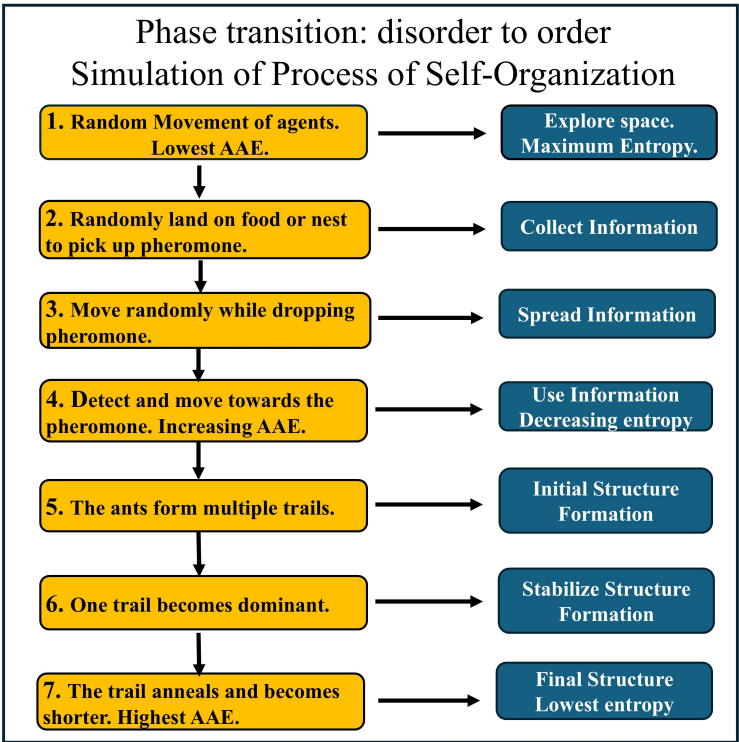 Phase transition: disorder to order
Simulation of Process of Self-Organization
1. Random Movement of agents.
Lowest AAE.
Explore space.
Maximum Entropy.
2. Randomly land on food or nest
to pick up pheromone.
Collect Information
3. Move randomly while dropping
pheromone.
Spread Information
4. Detect and move towards the
pheromone. Increasing AAE.
Use Information
Decreasing entropy
5. The ants form multiple trails.
Initial Structure
Formation
6. One trail becomes dominant.
Stabilize Structure
Formation
7. The trail anneals and becomes
shorter. Highest AAE.
Final Structure
Lowest entropy